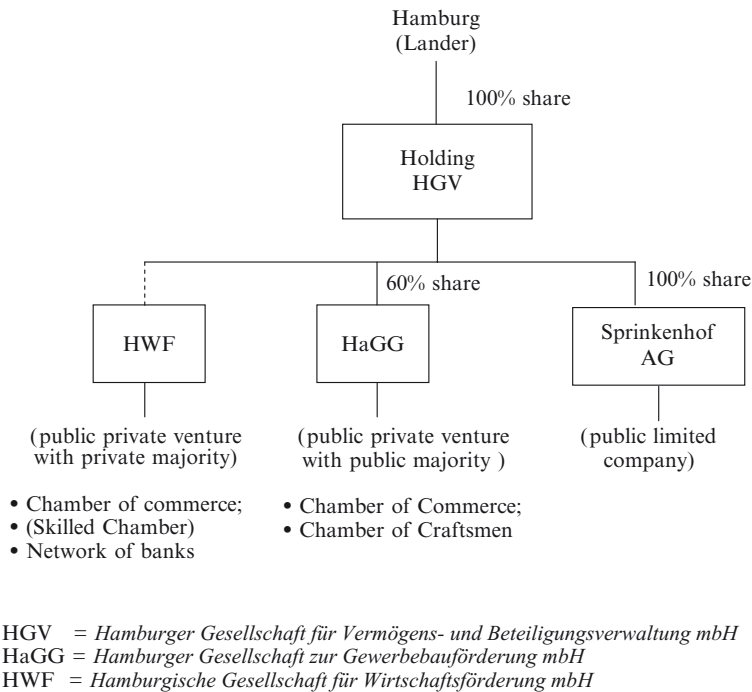 Hamburg
(Lander)
100% share
Holding
HGV
60% share
100% share
HWF
HaGG
Sprinkenhof
AG
(public private venture
with private majority)
(public private venture
with public majority )
(public limited
company)
• Chamber of commerce;
• (Skilled Chamber)
• Network of banks
• Chamber of Commerce;
• Chamber of Craftsmen
HGV = Hamburger Gesellschaft für Vermögens- und Beteiligungsverwaltung mbH
HaGG = Hamburger Gesellschaft zur Gewerbebauförderung mbH
HWF = Hamburgische Gesellschaft für Wirtschaftsförderung mbH